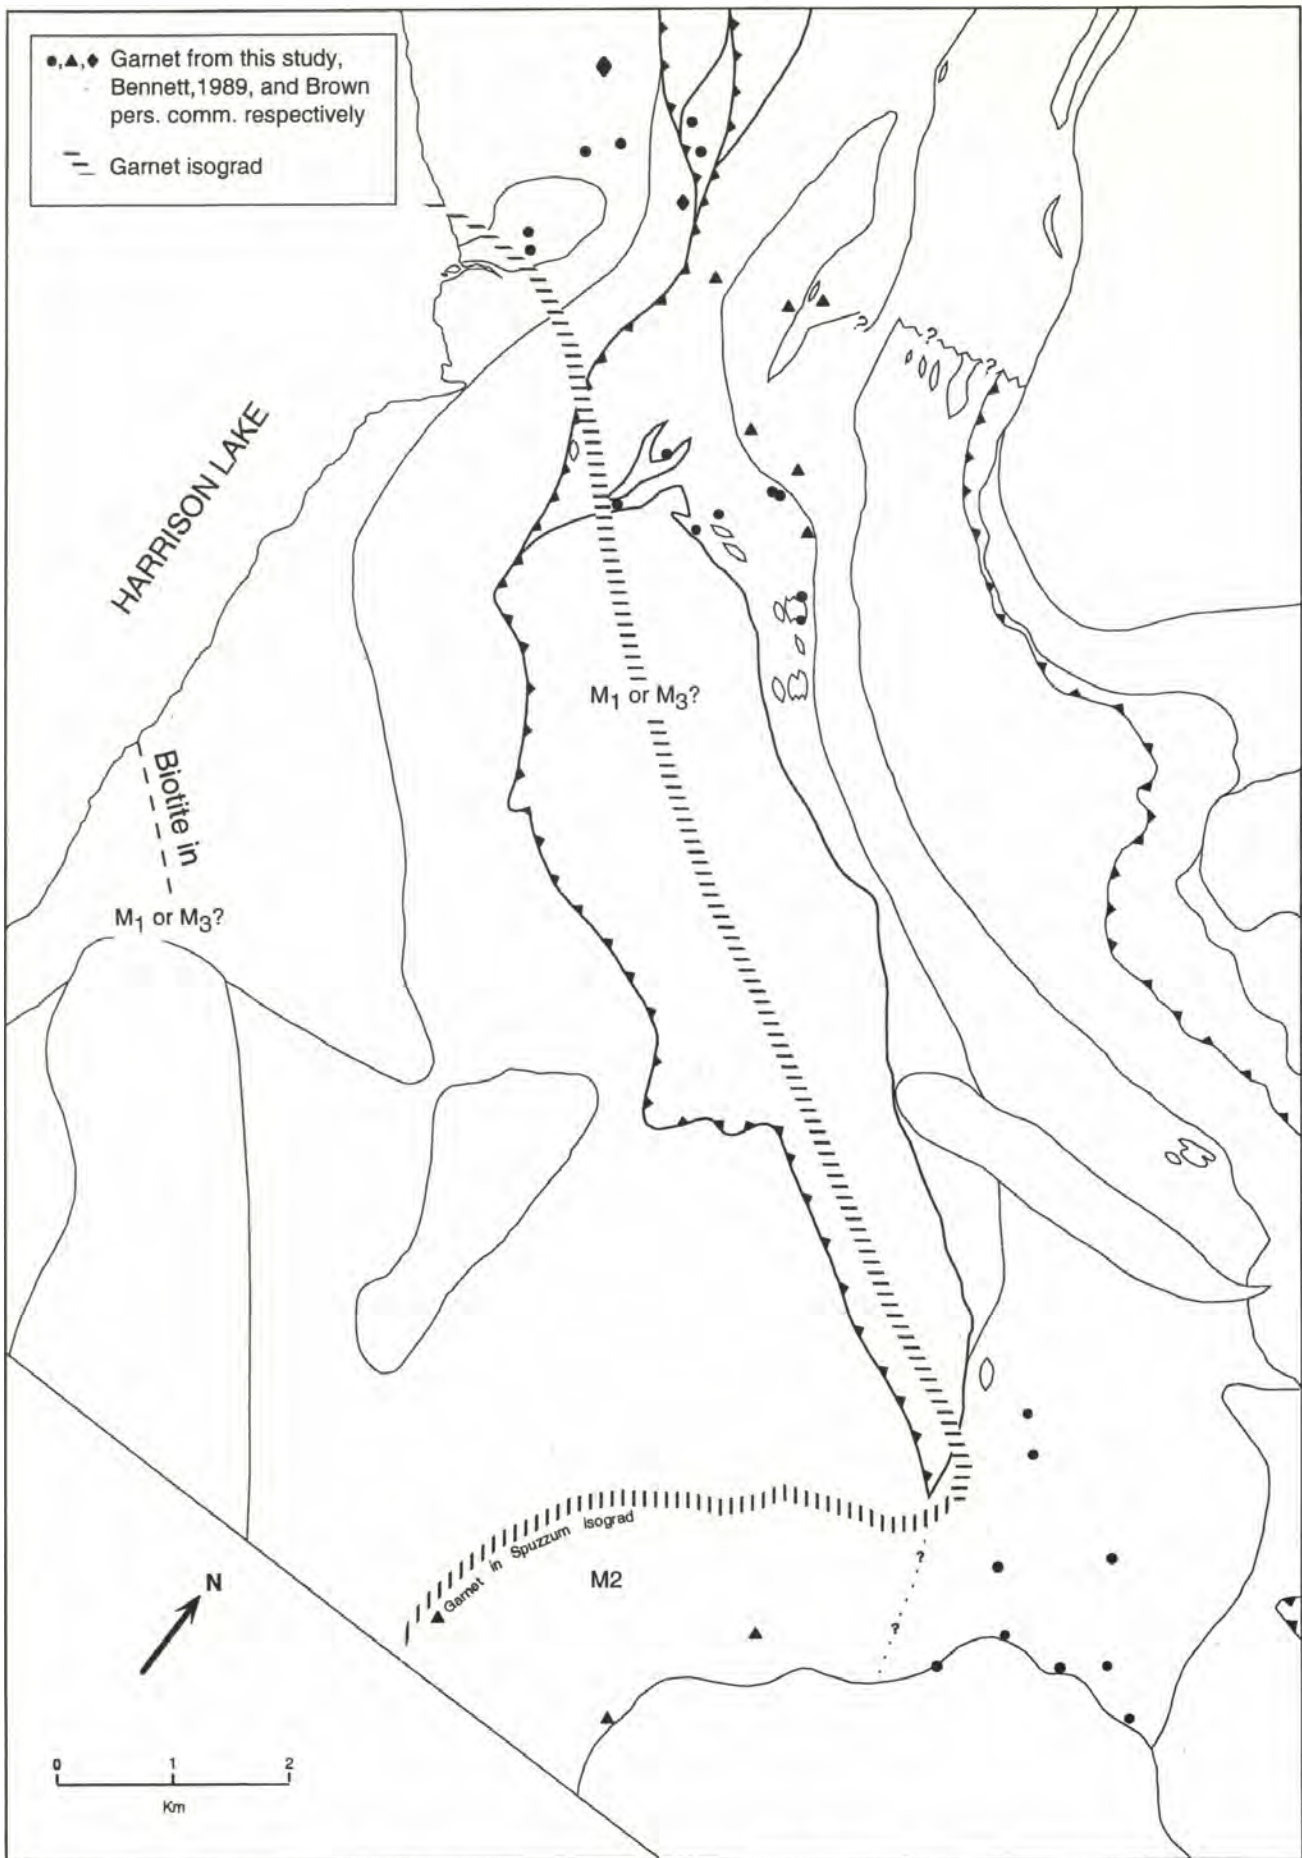 ●,▲,◆ Garnet from this study,
Bennett,1989, and Brown
pers. comm. respectively
Garnet isograd
?
?
?
HARRISON LAKE
M1 or M3?
Biotite in
M1 or M3?
Garnet in Spuzzum isograd
?
M2
N
?
0 1 2
Km